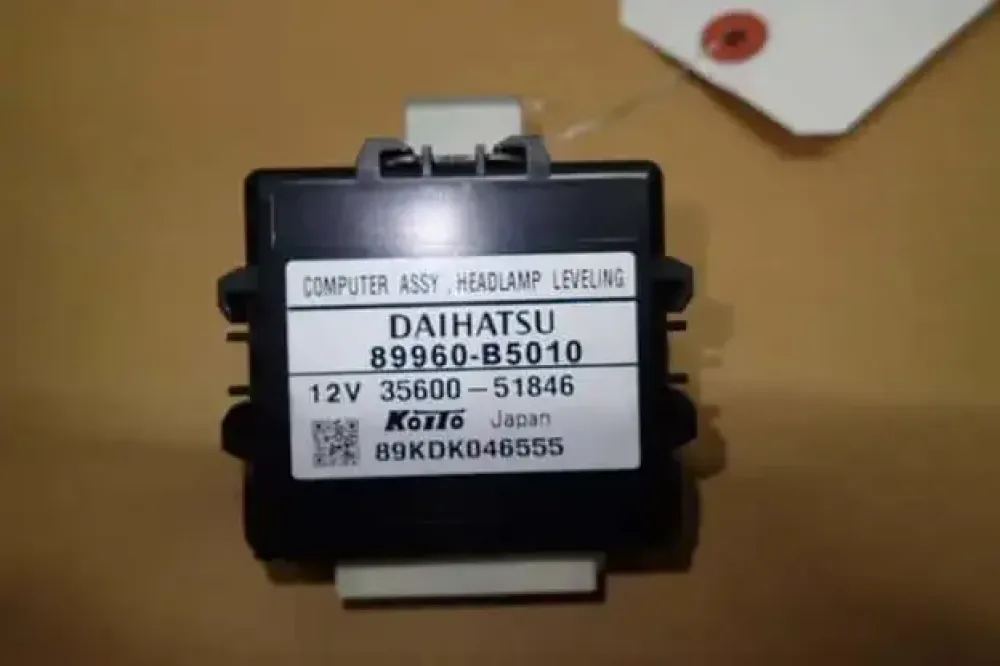 COMPUTER ASSY , HEADLAMP LEVELING
DAIHATSU
89960-B5010
12V 35600-51846
KOITO Japan
89KDK046555